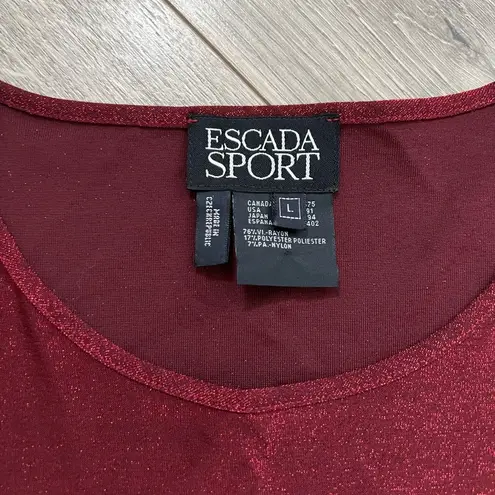 ESCADA
SPORT
MADE IN
CZECH REPUBLIC
L
CANADA 75
USA 91
JAPAN 94
ESPANA 402
76%VI.-RAYON
17%POLYESTER POLIESTER
7%PA.-NYLON